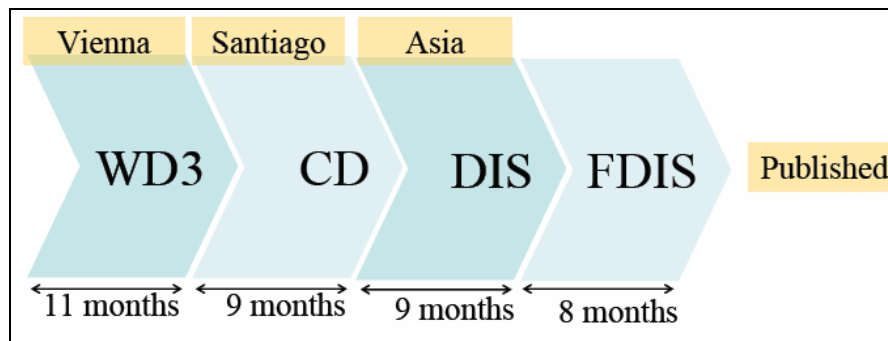 Vienna
Santiago
Asia
WD3
CD
DIS
FDIS
Published
11 months
9 months
9 months
8 months